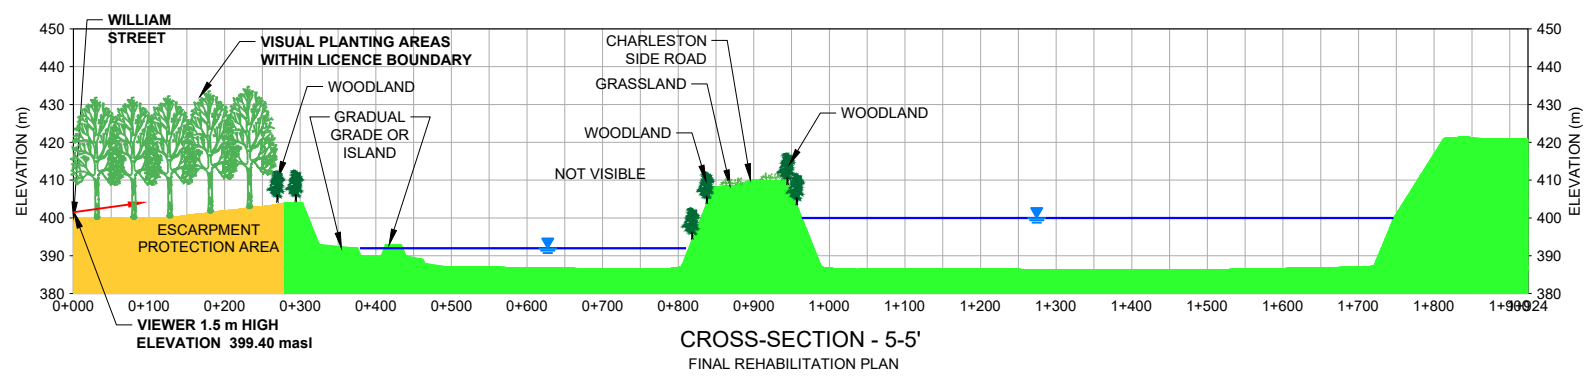 WILLIAM
STREET
VISUAL PLANTING AREAS
WITHIN LICENCE BOUNDARY
WOODLAND
GRADUAL
GRADE OR
ISLAND
CHARLESTON
SIDE ROAD
GRASSLAND
WOODLAND
WOODLAND
NOT VISIBLE
ESCARPMENT
PROTECTION AREA
ELEVATION (m)
450
440
430
420
410
400
390
380
450
440
430
420
410
400
390
380
ELEVATION (m)
0+000 0+100 0+200 0+300 0+400 0+500 0+600 0+700 0+800 0+900 1+000 1+100 1+200 1+300 1+400 1+500 1+600 1+700 1+800 1+900 1+924
VIEWER 1.5 m HIGH
ELEVATION 399.40 masl
CROSS-SECTION - 5-5'
FINAL REHABILITATION PLAN